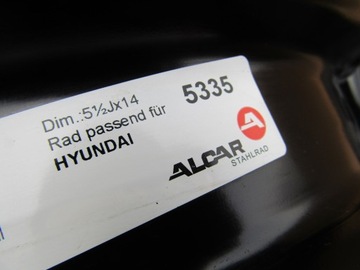 Dim.:5½Jx14
Rad passend für
HYUNDAI
5335
ALCAR
STAHLRAD